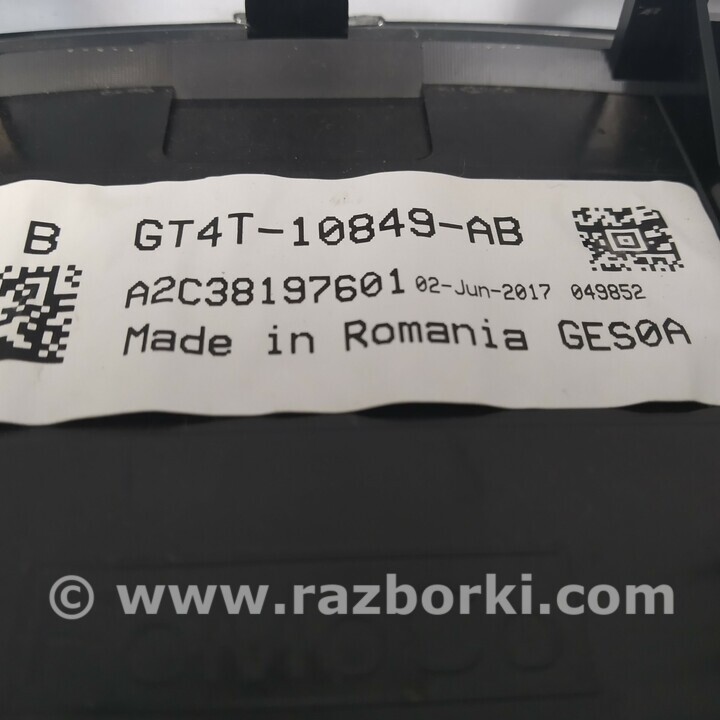 B GT4T-10849-AB
A2C38197601 02-Jun-2017 049852
Made in Romania GES0A
© www.razborki.com